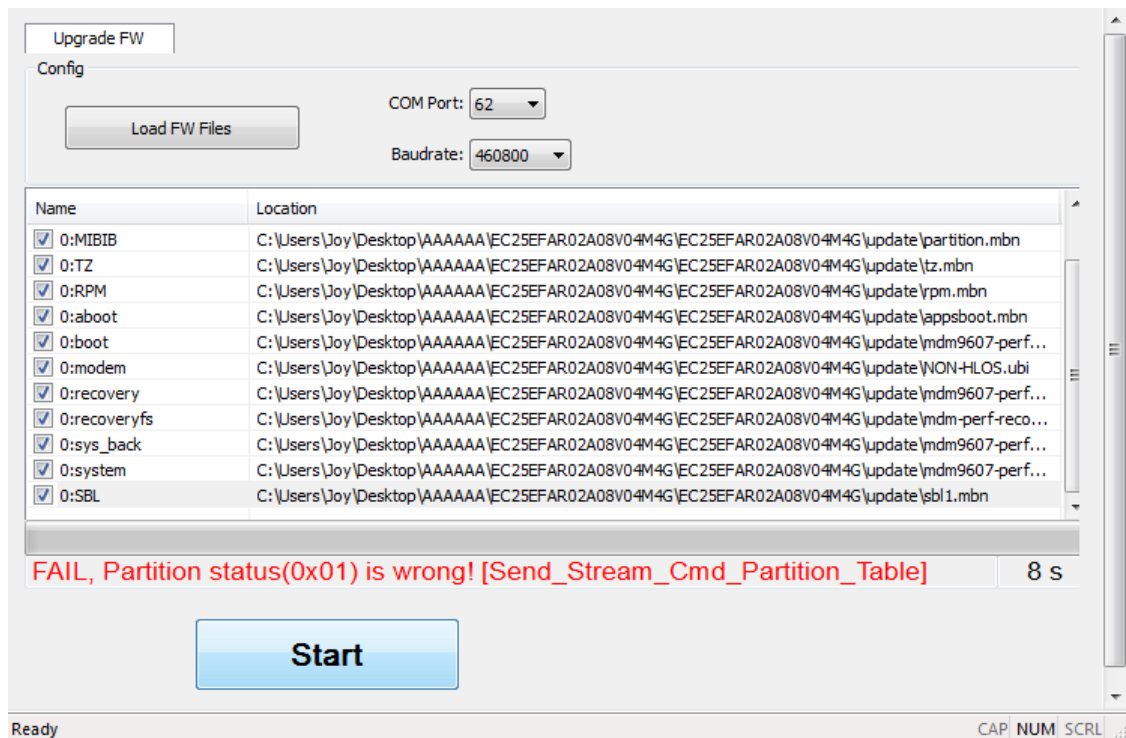 Upgrade FW
Config
Load FW Files
COM Port: 62
Baudrate: 460800
Name Location
0:MIBIB C:\Users\Joy\Desktop\AAAAAA\EC25EFAR02A08V04M4G\EC25EFAR02A08V04M4G\update\partition.mbn
0:TZ C:\Users\Joy\Desktop\AAAAAA\EC25EFAR02A08V04M4G\EC25EFAR02A08V04M4G\update\tz.mbn
0:RPM C:\Users\Joy\Desktop\AAAAAA\EC25EFAR02A08V04M4G\EC25EFAR02A08V04M4G\update\rpm.mbn
0:aboot C:\Users\Joy\Desktop\AAAAAA\EC25EFAR02A08V04M4G\EC25EFAR02A08V04M4G\update\appsboot.mbn
0:boot C:\Users\Joy\Desktop\AAAAAA\EC25EFAR02A08V04M4G\EC25EFAR02A08V04M4G\update\mdm9607-perf...
0:modem C:\Users\Joy\Desktop\AAAAAA\EC25EFAR02A08V04M4G\EC25EFAR02A08V04M4G\update\NON-HLOS.ubi
0:recovery C:\Users\Joy\Desktop\AAAAAA\EC25EFAR02A08V04M4G\EC25EFAR02A08V04M4G\update\mdm9607-perf...
0:recoveryfs C:\Users\Joy\Desktop\AAAAAA\EC25EFAR02A08V04M4G\EC25EFAR02A08V04M4G\update\mdm-perf-reco...
0:sys_back C:\Users\Joy\Desktop\AAAAAA\EC25EFAR02A08V04M4G\EC25EFAR02A08V04M4G\update\mdm9607-perf...
0:system C:\Users\Joy\Desktop\AAAAAA\EC25EFAR02A08V04M4G\EC25EFAR02A08V04M4G\update\mdm9607-perf...
0:SBL C:\Users\Joy\Desktop\AAAAAA\EC25EFAR02A08V04M4G\EC25EFAR02A08V04M4G\update\sbl1.mbn
FAIL, Partition status(0x01) is wrong! [Send_Stream_Cmd_Partition_Table] 8 s
Start
Ready CAP NUM SCRL